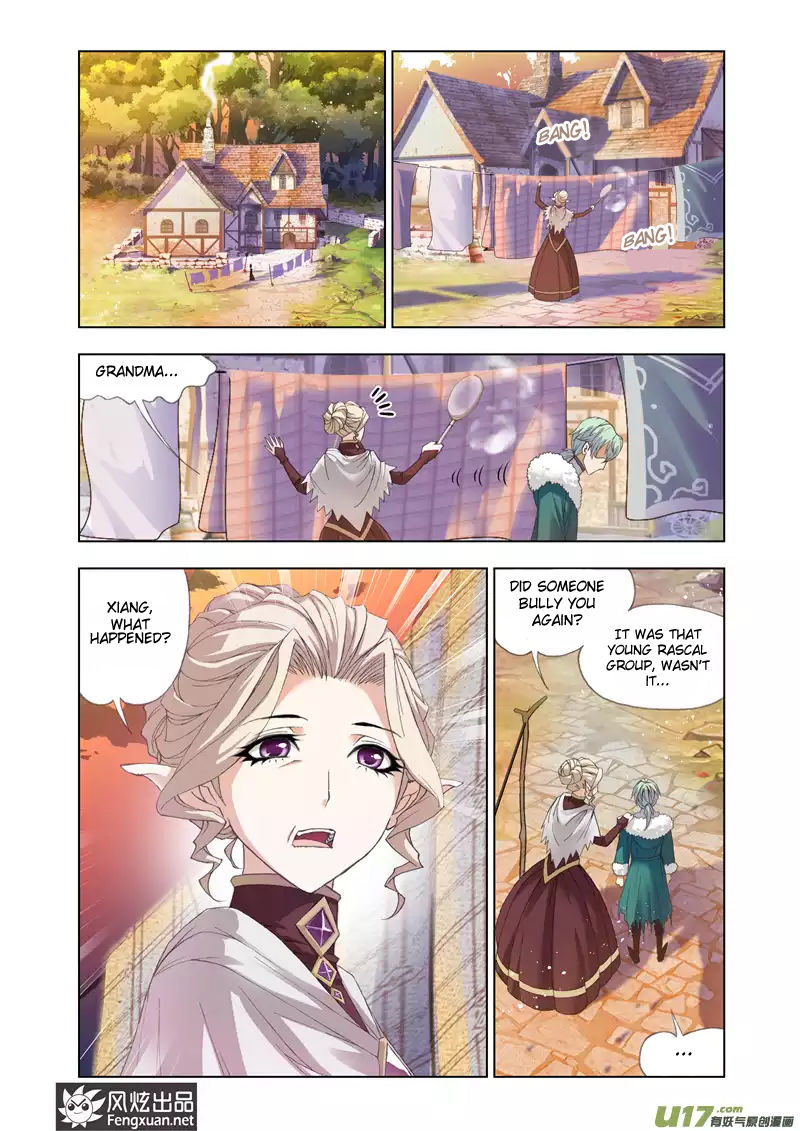 BANG!
BANG!
GRANDMA...
XIANG,
WHAT
HAPPENED?
DID SOMEONE
BULLY YOU
AGAIN?
IT WAS THAT
YOUNG RASCAL
GROUP, WASN'T
IT...
...
风炫出品
Fengxuan.net
U17.com
有妖气原创漫画